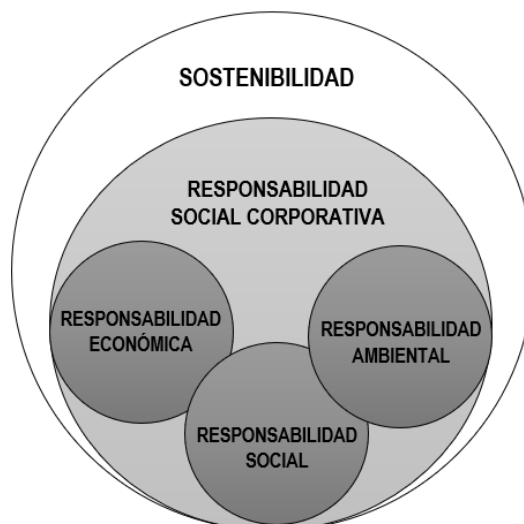 SOSTENIBILIDAD
RESPONSABILIDAD
SOCIAL CORPORATIVA
RESPONSABILIDAD
ECONÓMICA
RESPONSABILIDAD
AMBIENTAL
RESPONSABILIDAD
SOCIAL